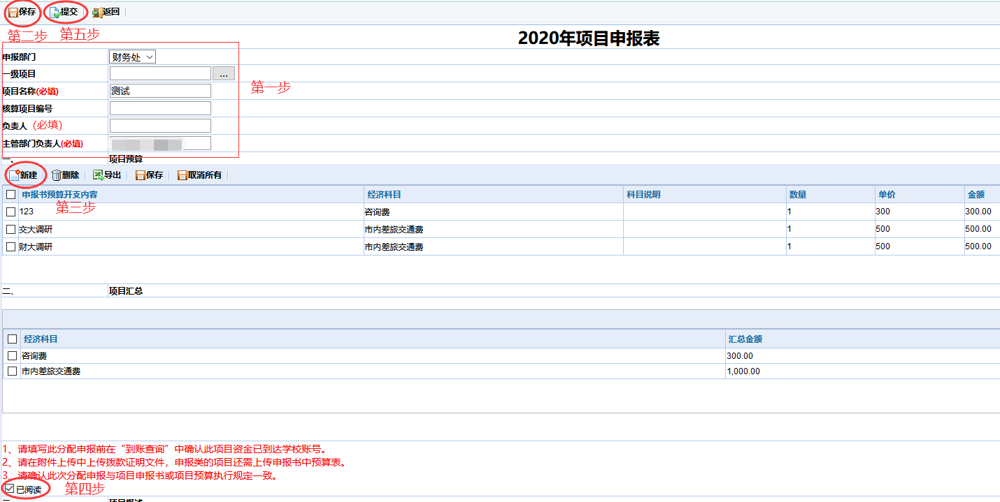 保存 提交 返回
第二步 第五步
2020年项目申报表
申报部门 财务处
一级项目 ...
第一步
项目名称(必填) 测试
核算项目编号
负责人 (必填)
主管部门负责人(必填)
一、 项目预算
新建 删除 导出 保存 取消所有
申报书预算开支内容 经济科目 科目说明 数量 单价 金额
第三步
123 咨询费 1 300 300.00
交大调研 市内差旅交通费 1 500 500.00
财大调研 市内差旅交通费 1 500 500.00
二、 项目汇总
经济科目 汇总金额
咨询费 300.00
市内差旅交通费 1,000.00
1、请填写此分配申报前在“到账查询”中确认此项目资金已到达学校账号。
2、请在附件上传中上传拨款证明文件，申报类的项目还需上传申报书中预算表。
3、请确认此次分配申报与项目申报书或项目预算执行规定一致。
已阅读 第四步
项目概述